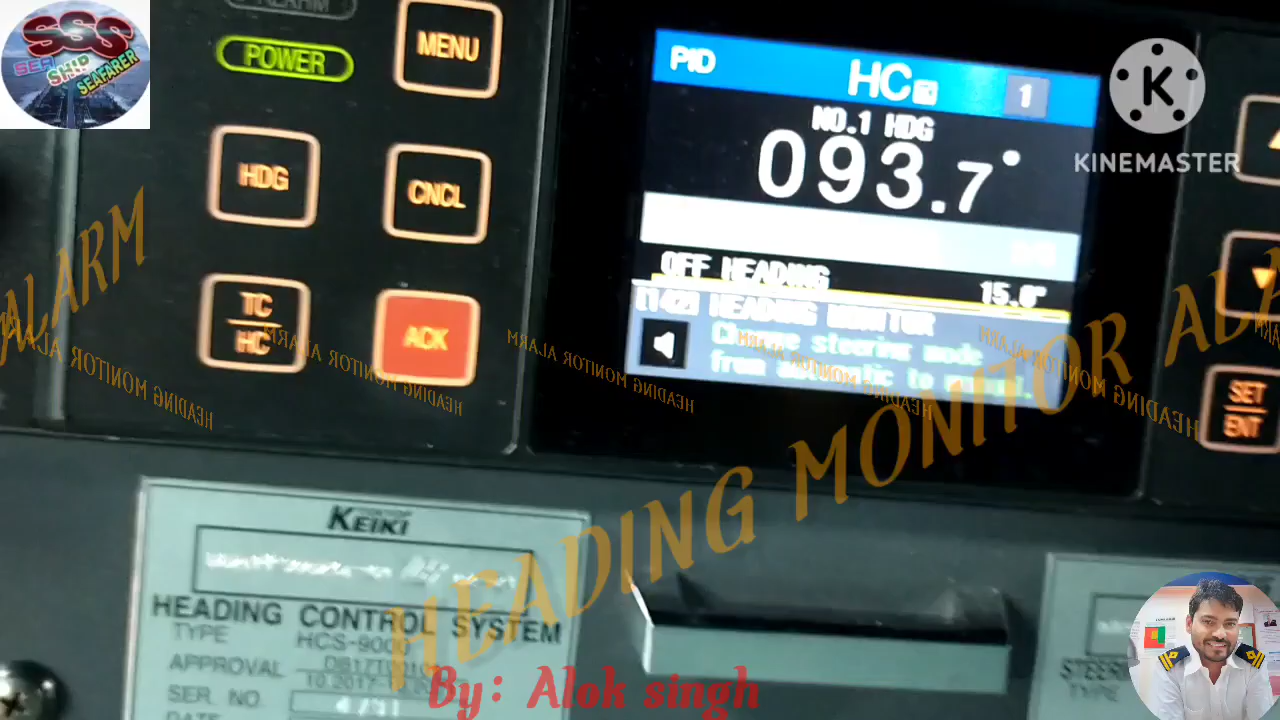 SSS
SEA
SHIP
SEAFARER
ALARM
POWER
MENU
HDG
CNCL
TC
HC
ACK
PID
HC
1
NO.1 HDG
093.7°
OFF HEADING
15.0°
[142] HEADING MONITOR
Change steering mode
from automatic to manual.
K
KINEMASTER
SET
ENT
ALARM
HEADING MONITOR ALARM
HEADING MONITOR ALARM
HEADING MONITOR ALARM
HEADING MONITOR ALARM
HEADING MONITOR
KEIKI
HEADING CONTROL SYSTEM
TYPE HCS-9000
APPROVAL
SER. NO.
DATE
TYPE
By: Alok singh